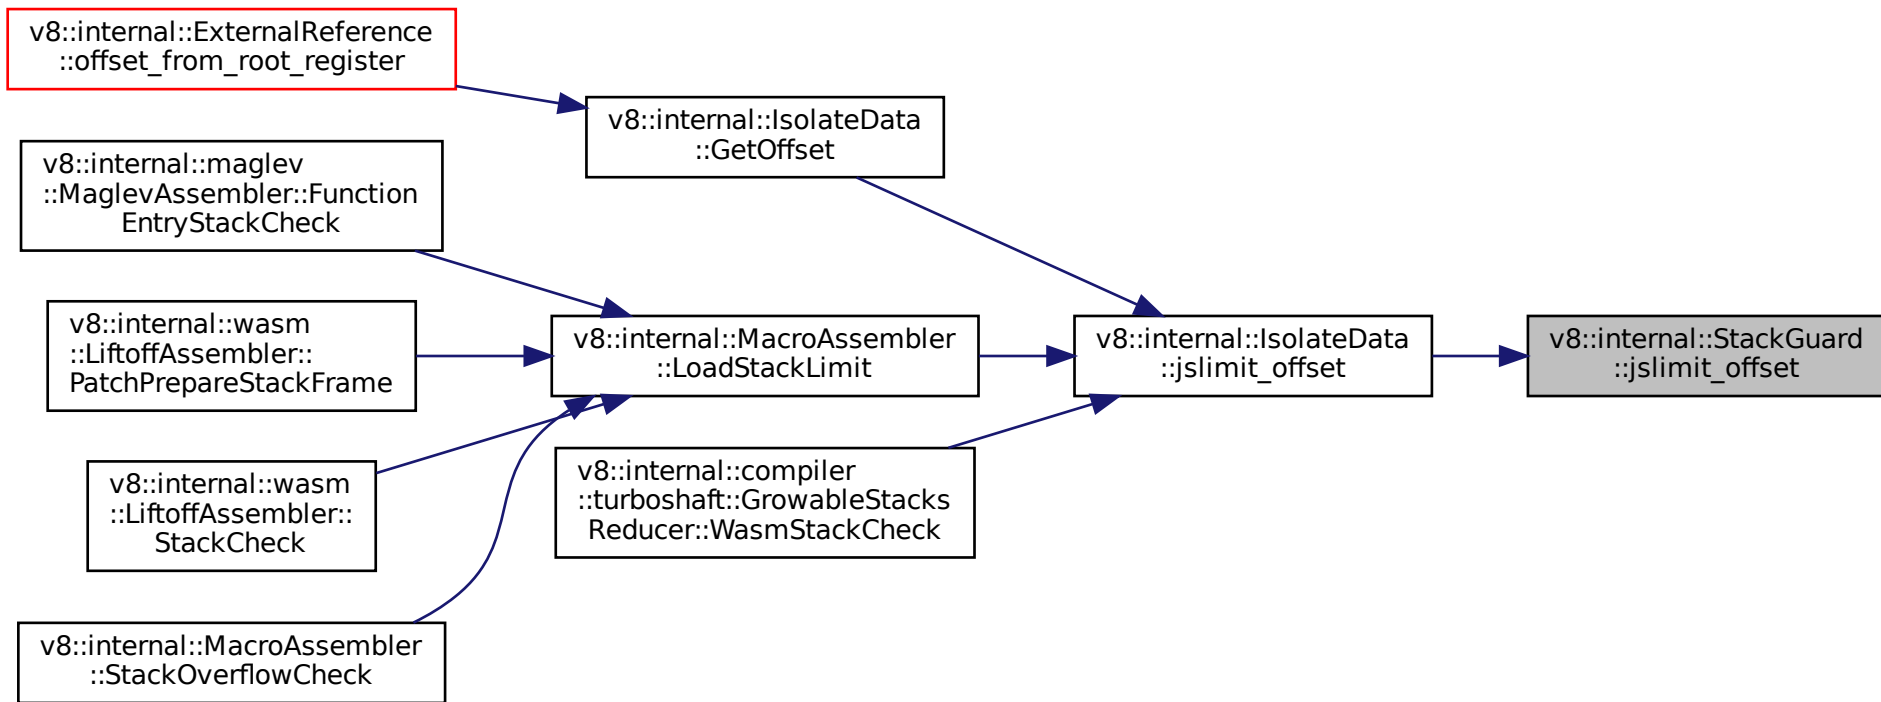 v8::internal::ExternalReference
::offset_from_root_register
v8::internal::IsolateData
::GetOffset
v8::internal::maglev
::MaglevAssembler::Function
EntryStackCheck
v8::internal::wasm
::LiftoffAssembler::
PatchPrepareStackFrame
v8::internal::MacroAssembler
::LoadStackLimit
v8::internal::IsolateData
::jslimit_offset
v8::internal::StackGuard
::jslimit_offset
v8::internal::wasm
::LiftoffAssembler::
StackCheck
v8::internal::compiler
::turboshaft::GrowableStacks
Reducer::WasmStackCheck
v8::internal::MacroAssembler
::StackOverflowCheck